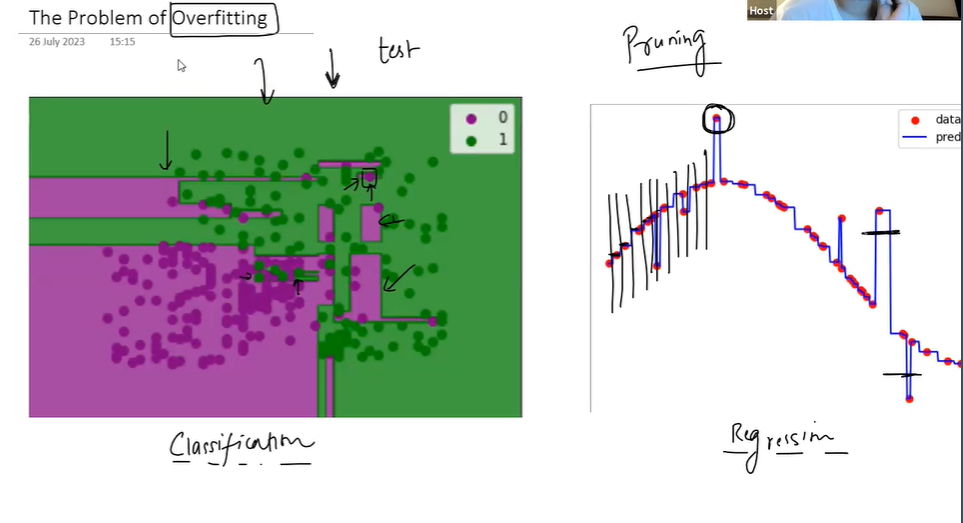 The Problem of Overfitting
26 July 2023 15:15
Host
test
Pruning
0
1
data
pred
Classification
Regression